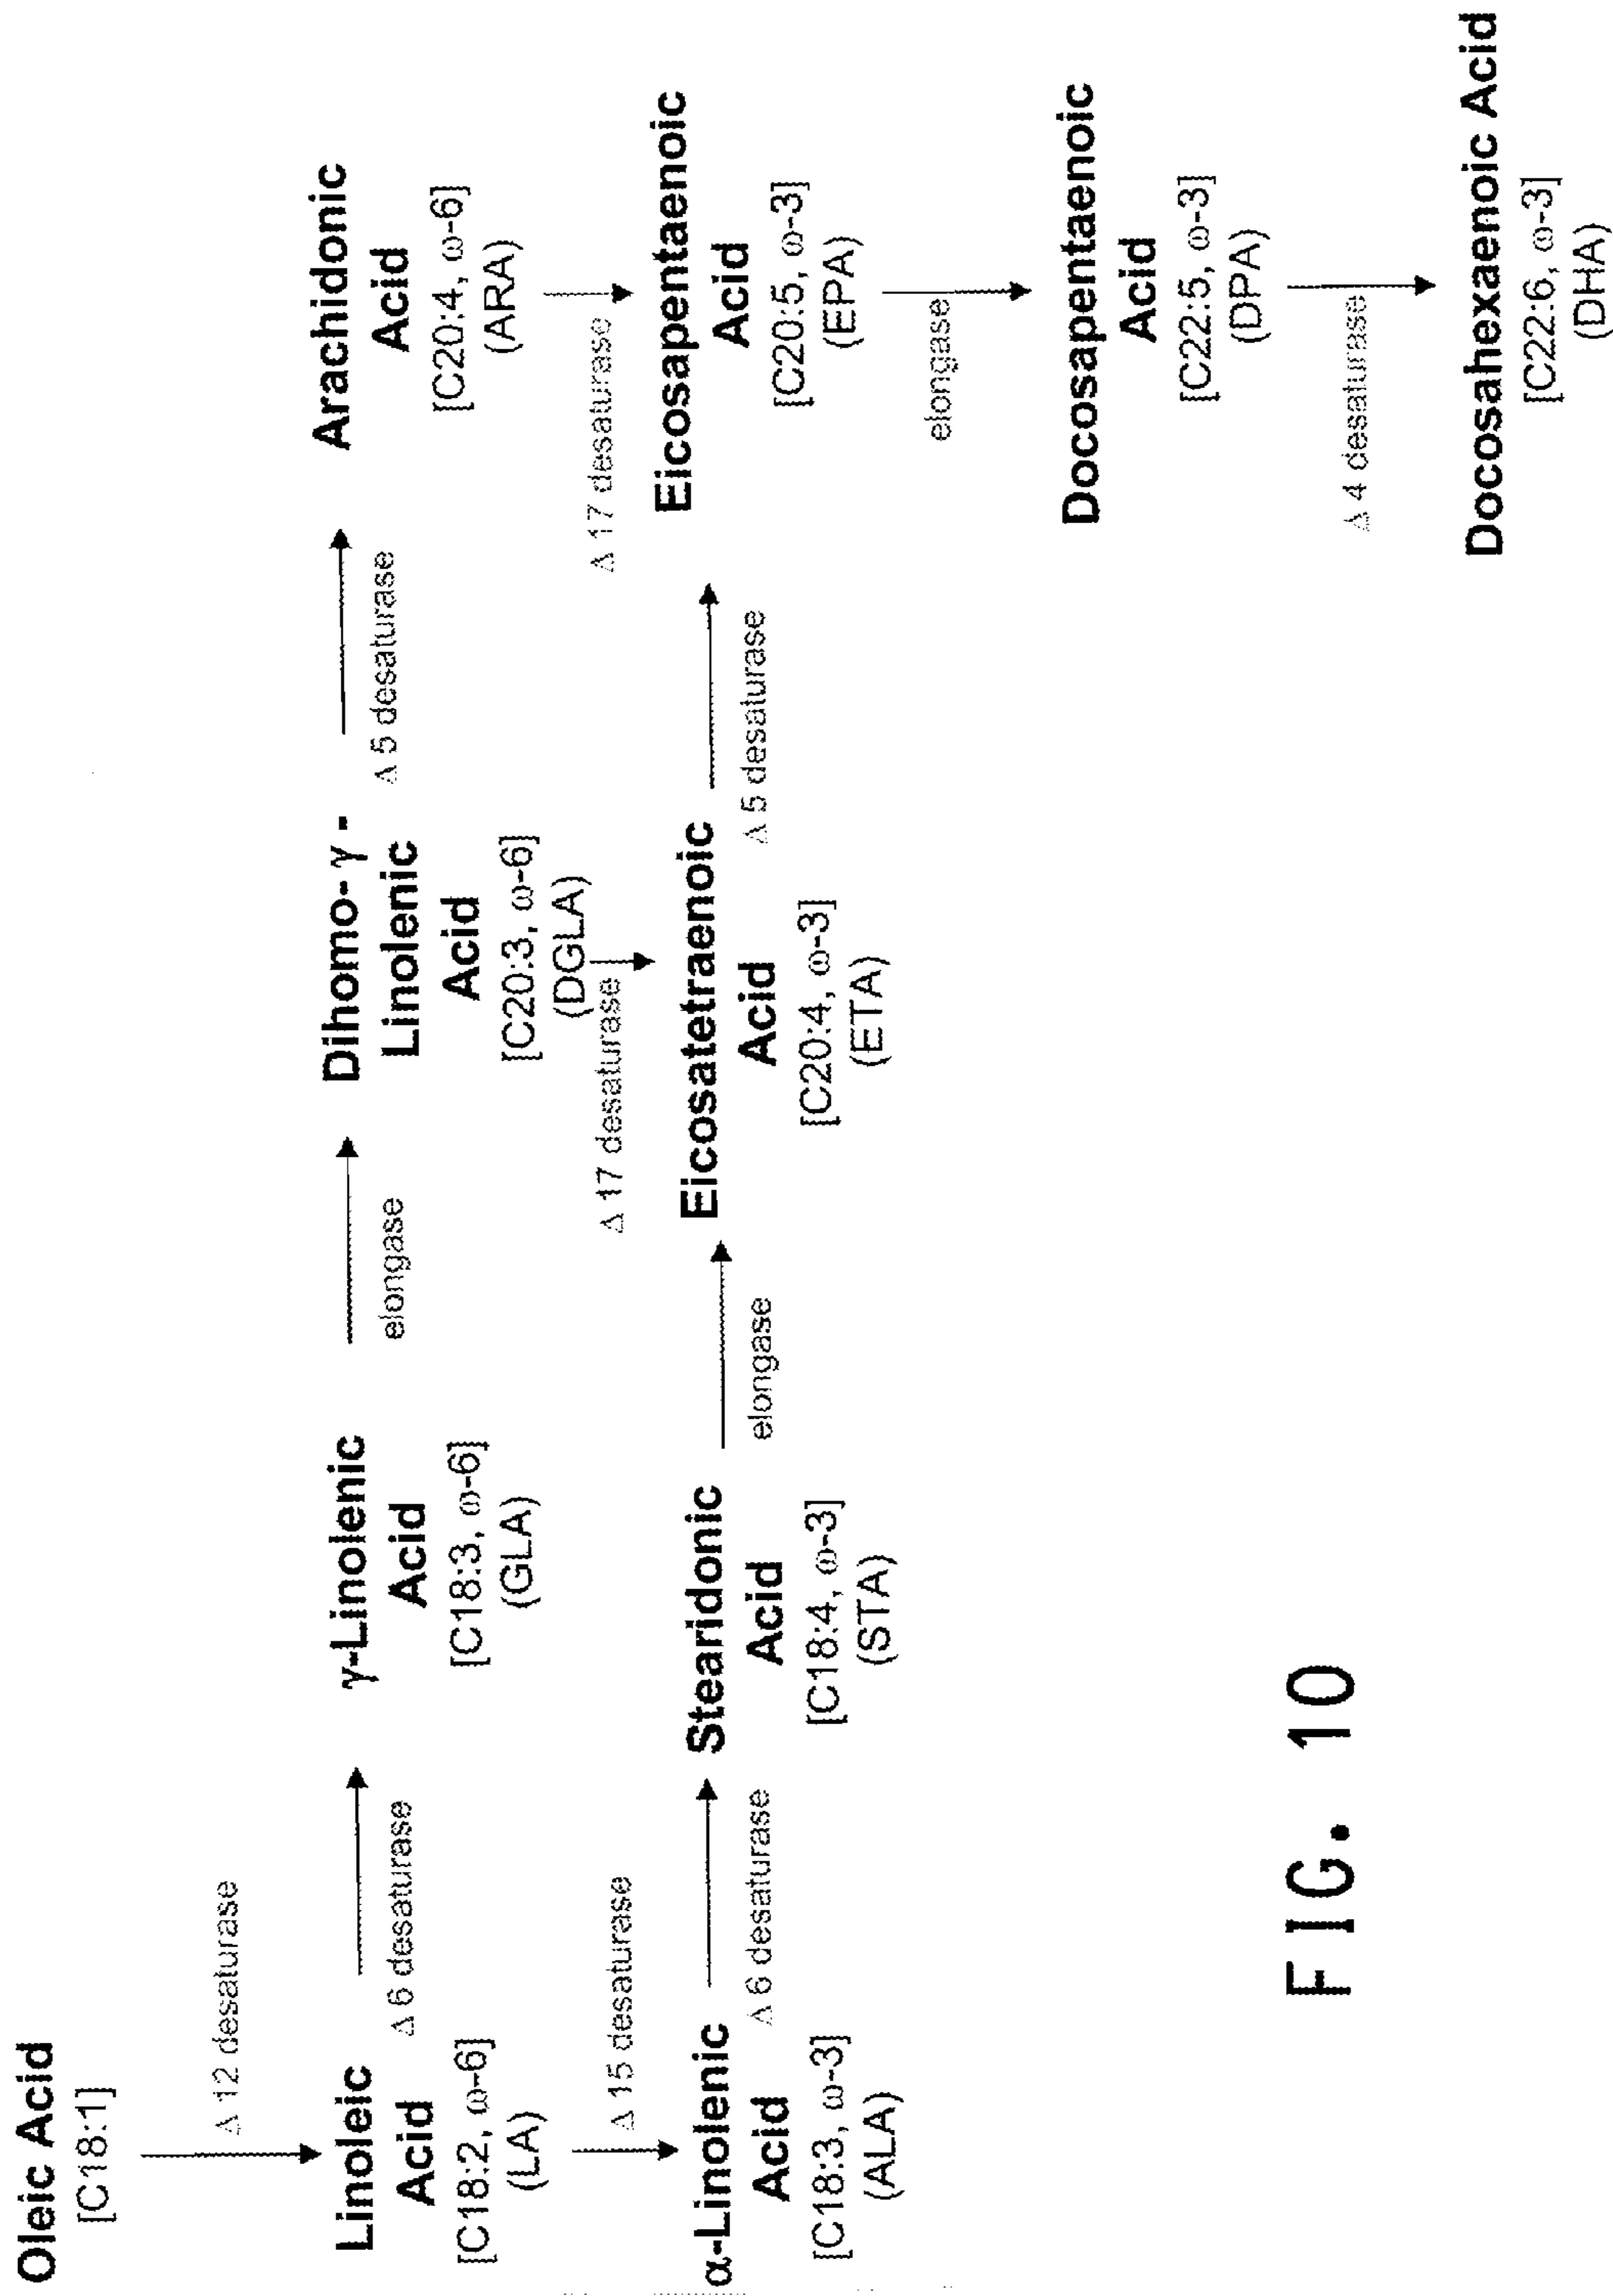 Oleic Acid
[C18:1]
Δ 12 desaturase
Linoleic
Acid
[C18:2, ω-6]
(LA)
Δ 6 desaturase
γ-Linolenic
Acid
[C18:3, ω-6]
(GLA)
elongase
Dihomo-γ-
Linolenic
Acid
[C20:3, ω-6]
(DGLA)
Δ 5 desaturase
Arachidonic
Acid
[C20:4, ω-6]
(ARA)
Δ 15 desaturase
Δ 17 desaturase
Δ 17 desaturase
α-Linolenic
Acid
[C18:3, ω-3]
(ALA)
Δ 6 desaturase
Stearidonic
Acid
[C18:4, ω-3]
(STA)
elongase
Eicosatetraenoic
Acid
[C20:4, ω-3]
(ETA)
Δ 5 desaturase
Eicosapentaenoic
Acid
[C20:5, ω-3]
(EPA)
elongase
Docosapentaenoic
Acid
[C22:5, ω-3]
(DPA)
Δ 4 desaturase
Docosahexaenoic Acid
[C22:6, ω-3]
(DHA)
FIG. 10